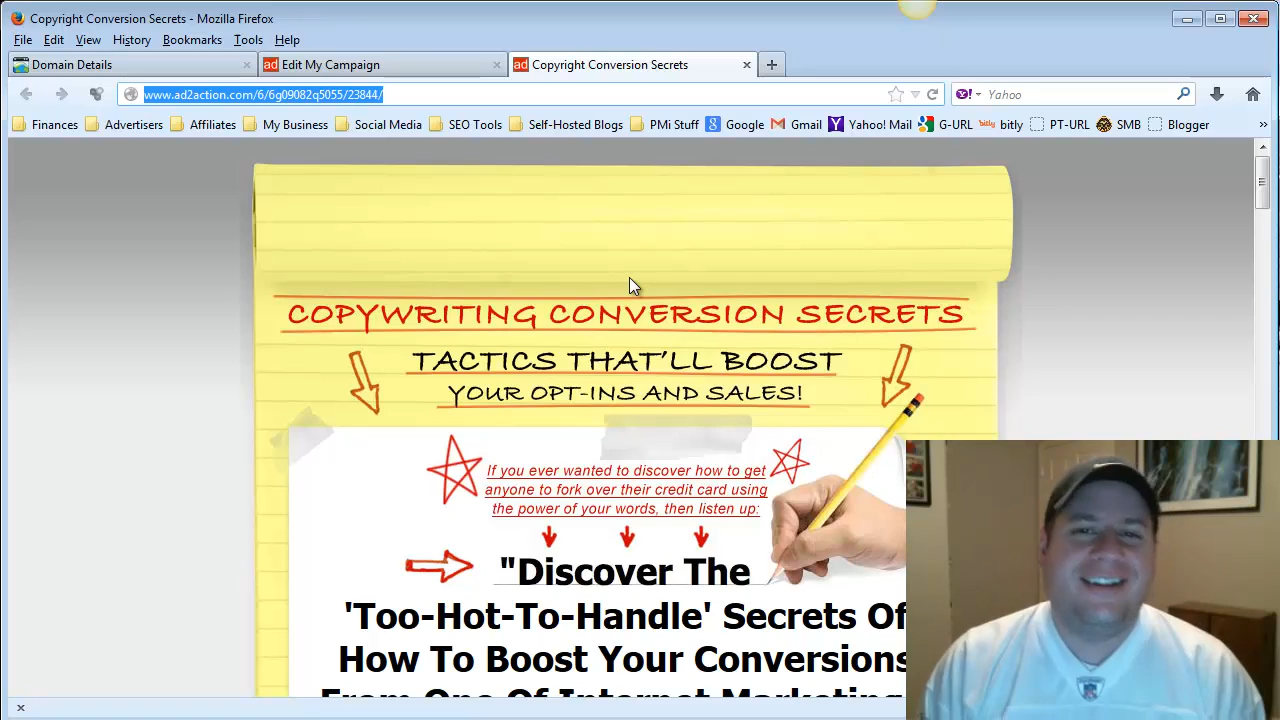 Copyright Conversion Secrets - Mozilla Firefox
File Edit View History Bookmarks Tools Help
Domain Details Edit My Campaign Copyright Conversion Secrets
www.ad2action.com/6/6g09082q5055/23844/ Yahoo
Finances Advertisers Affiliates My Business Social Media SEO Tools Self-Hosted Blogs PMi Stuff Google Gmail Yahoo! Mail G-URL bitly PT-URL SMB Blogger
COPYWRITING CONVERSION SECRETS
TACTICS THAT'LL BOOST
YOUR OPT-INS AND SALES!
If you ever wanted to discover how to get
anyone to fork over their credit card using
the power of your words, then listen up:
"Discover The
'Too-Hot-To-Handle' Secrets Of
How To Boost Your Conversions
From One Of Internet Marketing